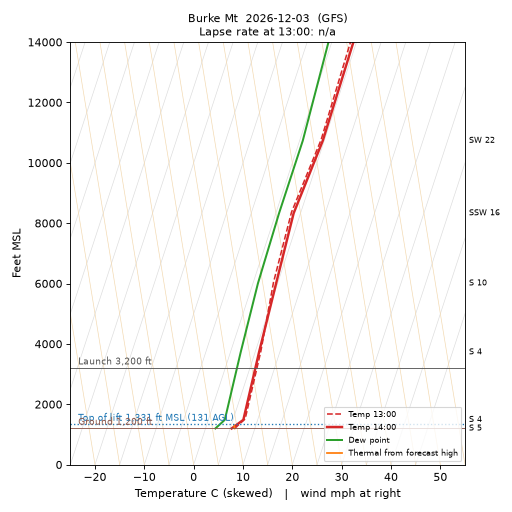 Burke Mt  2026-12-03  (GFS)
Lapse rate at 13:00: n/a
14000
12000
10000
8000
6000
4000
2000
0
Feet MSL
SW 22
SSW 16
S 10
S 4
S 4
S 5
Launch 3,200 ft
Top of lift 1,331 ft MSL (131 AGL)
Ground 1,200 ft
Temp 13:00
Temp 14:00
Dew point
Thermal from forecast high
−20 −10 0 10 20 30 40 50
Temperature C (skewed)   |   wind mph at right